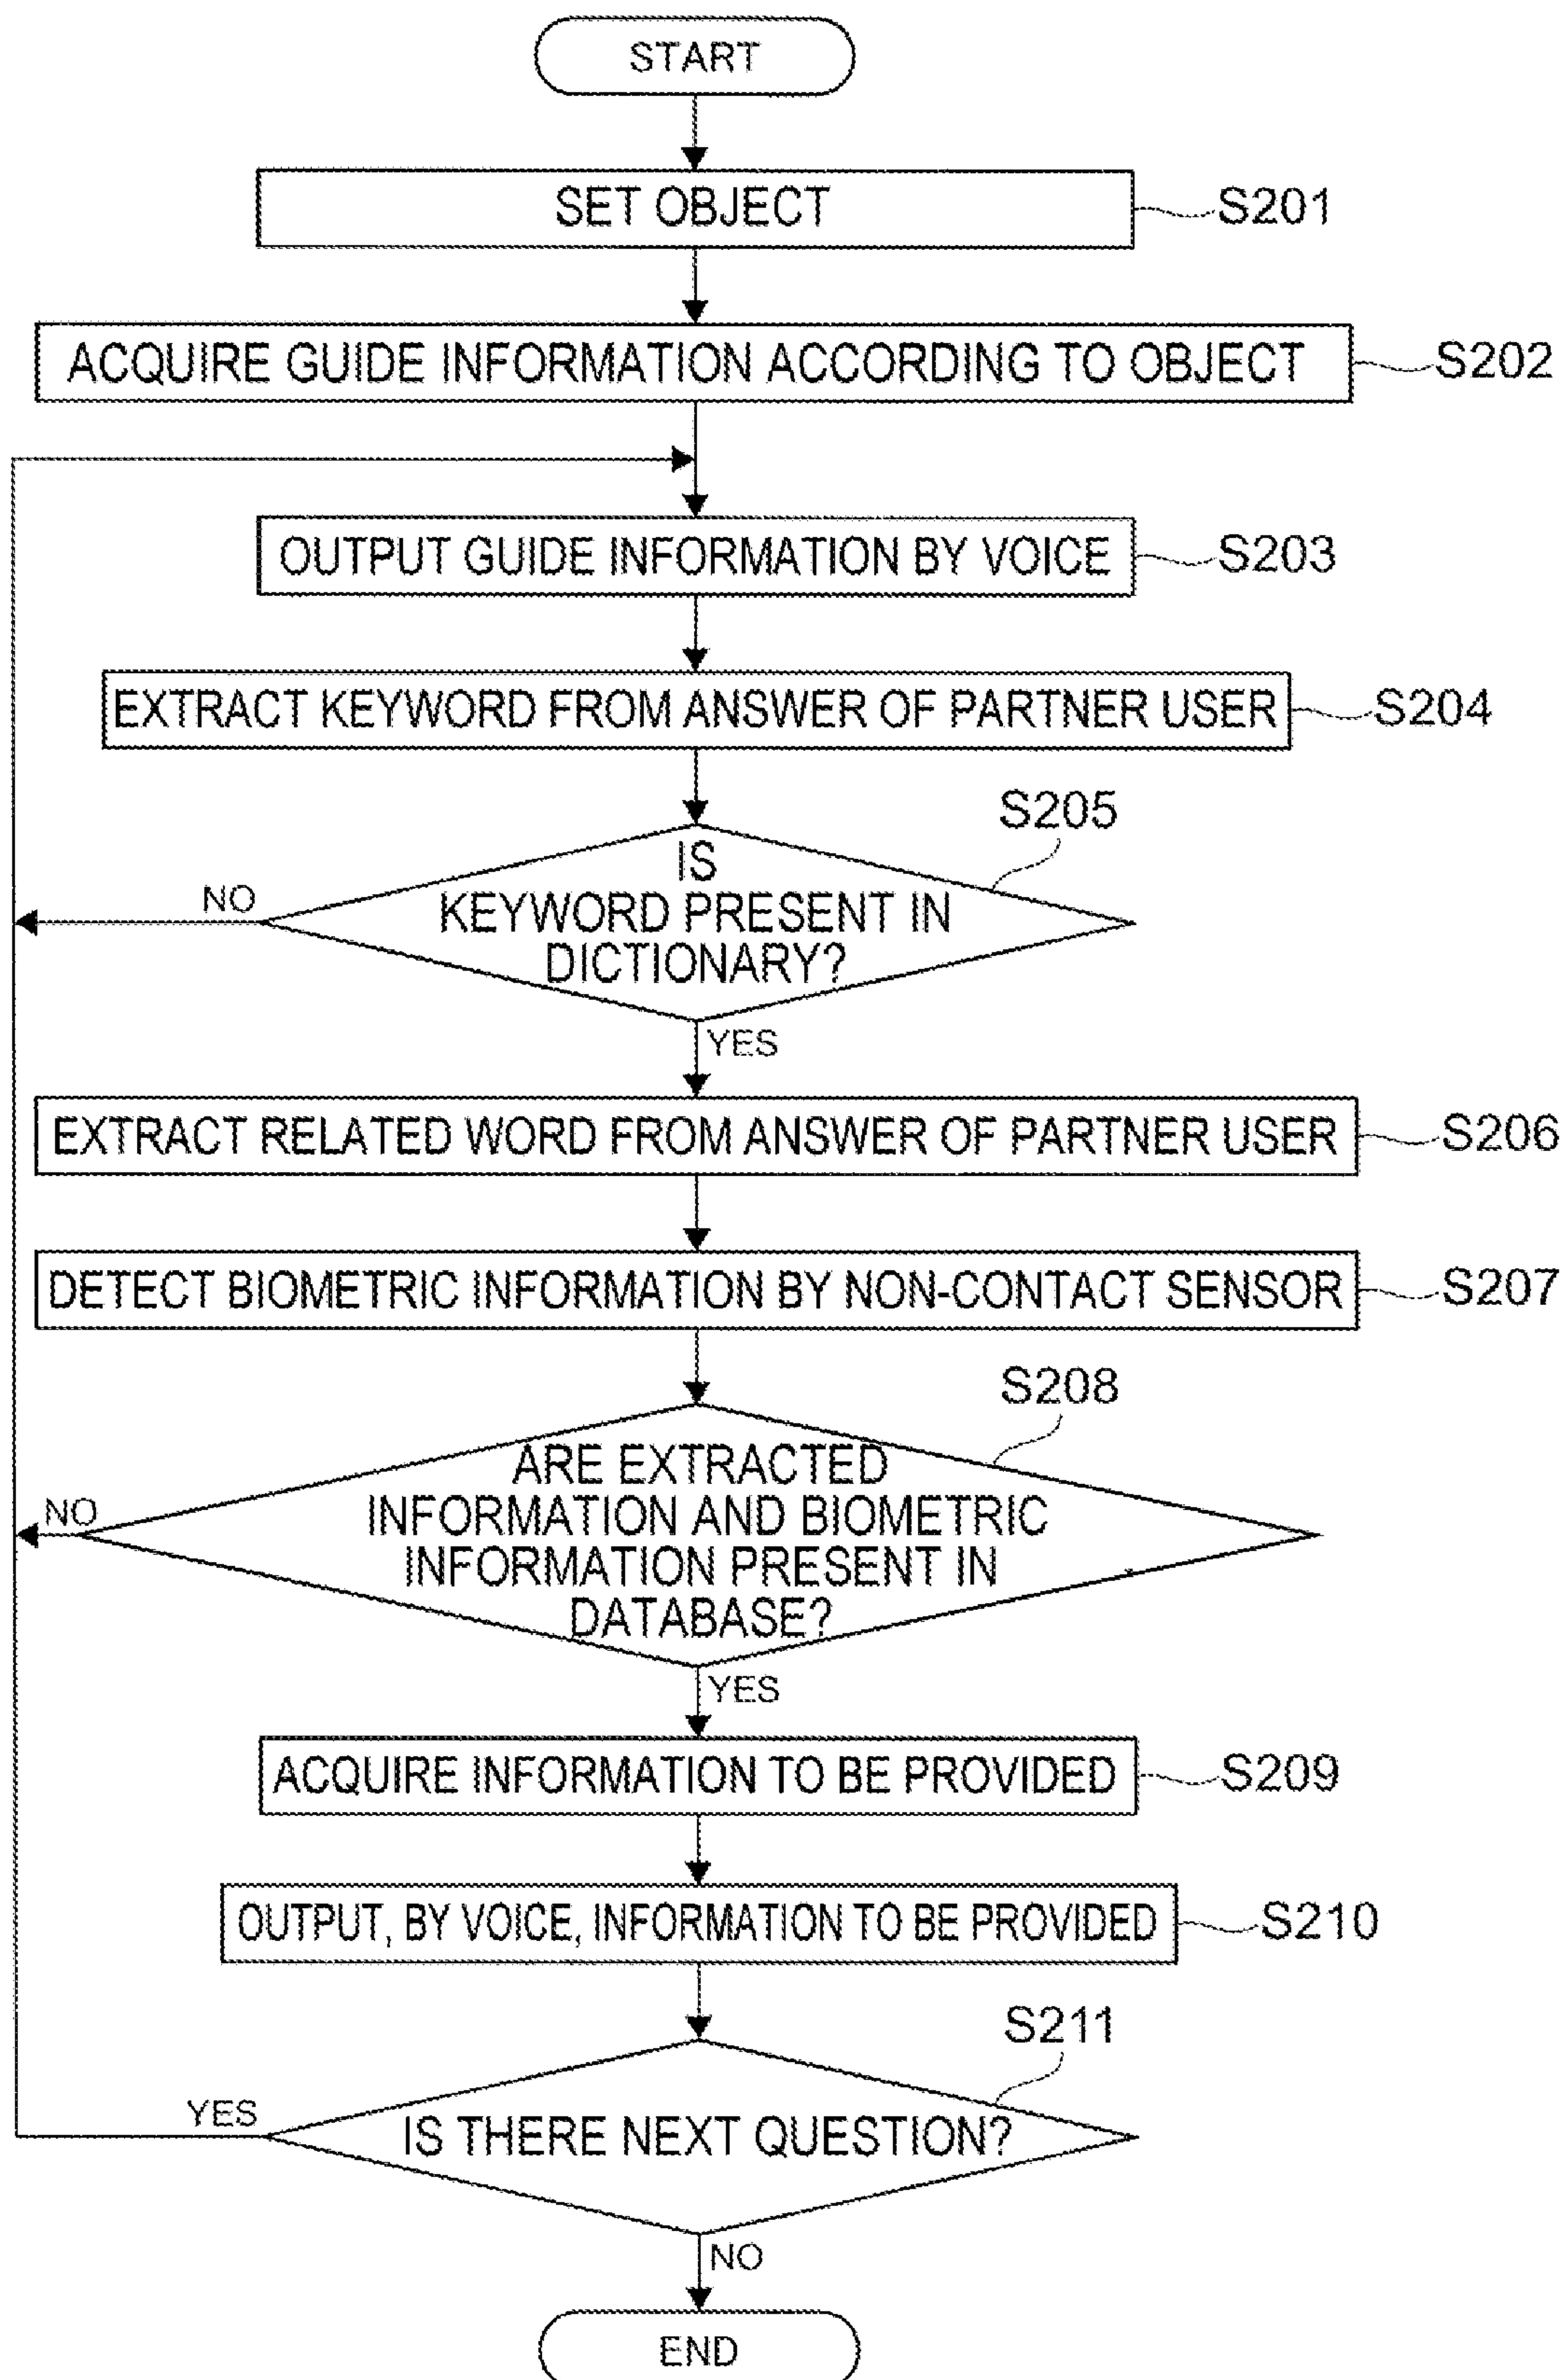 START
SET OBJECT
S201
ACQUIRE GUIDE INFORMATION ACCORDING TO OBJECT
S202
OUTPUT GUIDE INFORMATION BY VOICE
S203
EXTRACT KEYWORD FROM ANSWER OF PARTNER USER
S204
S205
IS
KEYWORD PRESENT IN
DICTIONARY?
NO
YES
EXTRACT RELATED WORD FROM ANSWER OF PARTNER USER
S206
DETECT BIOMETRIC INFORMATION BY NON-CONTACT SENSOR
S207
S208
ARE EXTRACTED
INFORMATION AND BIOMETRIC
INFORMATION PRESENT IN
DATABASE?
NO
YES
ACQUIRE INFORMATION TO BE PROVIDED
S209
OUTPUT, BY VOICE, INFORMATION TO BE PROVIDED
S210
S211
IS THERE NEXT QUESTION?
YES
NO
END